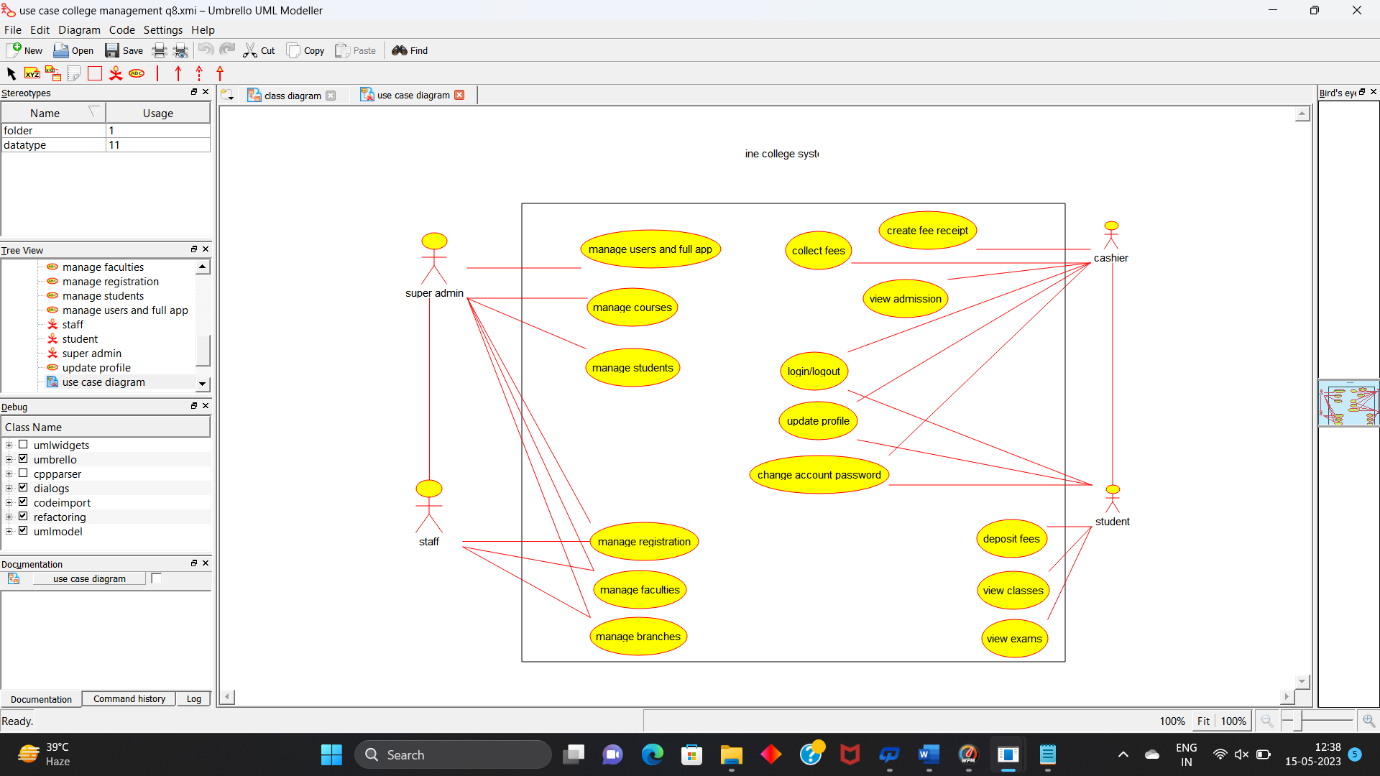 use case college management q8.xmi – Umbrello UML Modeller
File Edit Diagram Code Settings Help
New Open Save Cut Copy Paste Find
XYZ ABC
Stereotypes
Name Usage
folder 1
datatype 11
Tree View
manage faculties
manage registration
manage students
manage users and full app
staff
student
super admin
update profile
use case diagram
Debug
Class Name
umlwidgets
umbrello
cppparser
dialogs
codeimport
refactoring
umlmodel
Documentation
use case diagram
Documentation Command history Log
class diagram use case diagram
ine college syste
super admin
staff
manage users and full app
manage courses
manage students
manage registration
manage faculties
manage branches
create fee receipt
collect fees
view admission
login/logout
update profile
change account password
deposit fees
view classes
view exams
cashier
student
Bird's eye
Ready.
100% Fit 100%
39°C
Haze
Search
ENG
IN
12:38
15-05-2023
5